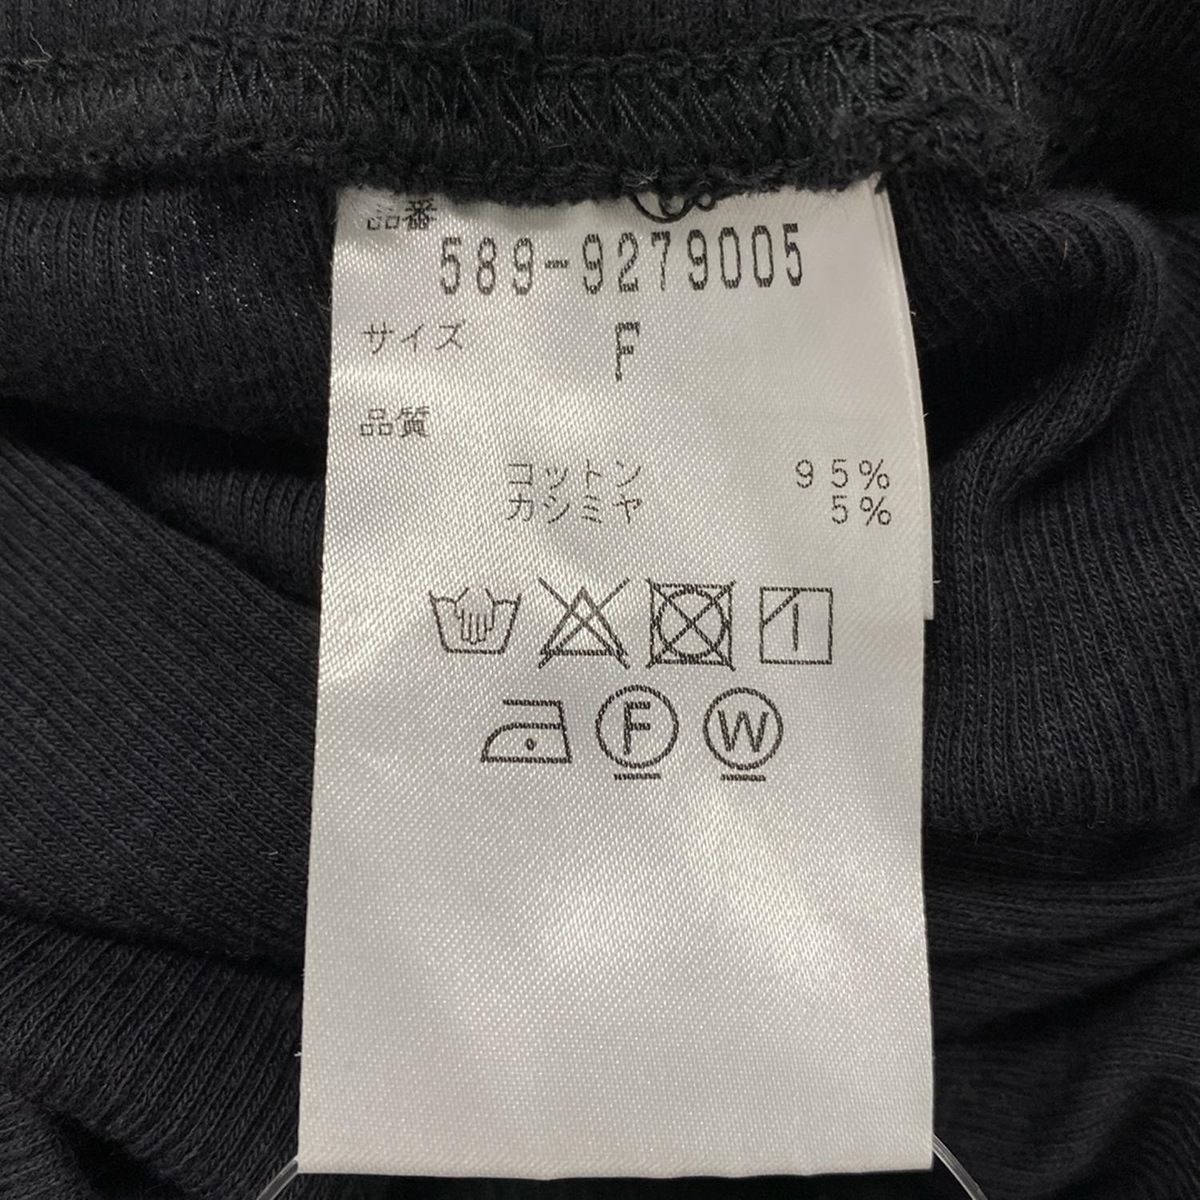 品番
589-9279005
サイズ F
品質
コットン 95%
カシミヤ 5%
F W